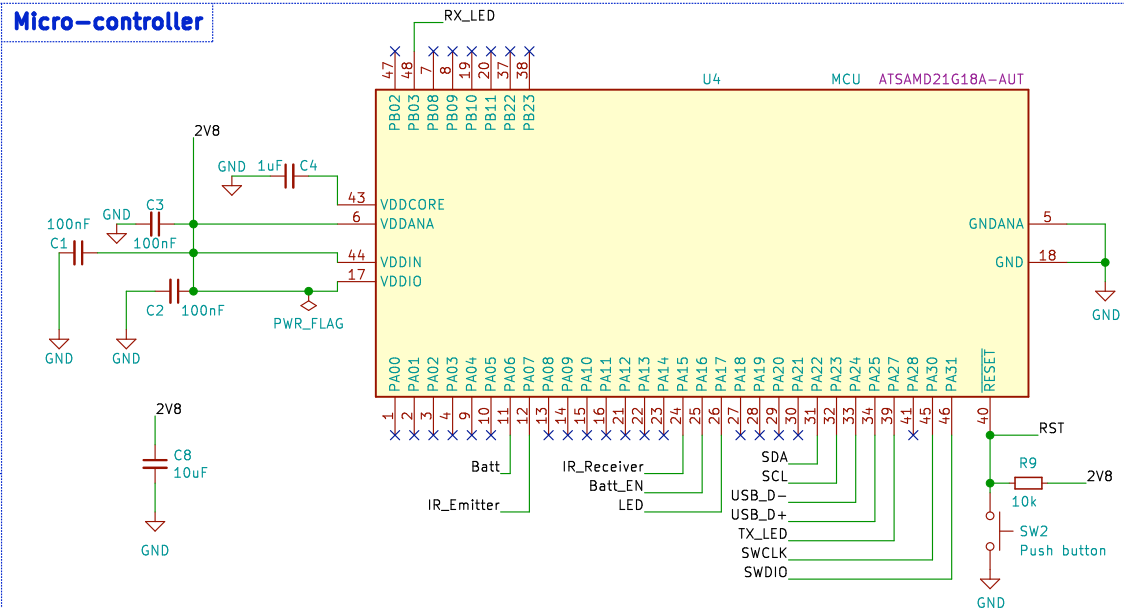 Micro-controller
RX_LED
47 48 7 8 19 20 37 38
U4 MCU ATSAMD21G18A-AUT
PB02 PB03 PB08 PB09 PB10 PB11 PB22 PB23
2V8
GND 1uF C4
43 VDDCORE
6 VDDANA
GND C3
100nF
100nF
C1
44 VDDIN
17 VDDIO
C2 100nF
PWR_FLAG
GND GND
GNDANA 5
GND 18
GND
PA00 PA01 PA02 PA03 PA04 PA05 PA06 PA07 PA08 PA09 PA10 PA11 PA12 PA13 PA14 PA15 PA16 PA17 PA18 PA19 PA20 PA21 PA22 PA23 PA24 PA25 PA27 PA28 PA30 PA31 RESET
1 2 3 4 9 10 11 12 13 14 15 16 21 22 23 24 25 26 27 28 29 30 31 32 33 34 39 41 45 46 40
2V8
C8
10uF
GND
Batt
IR_Emitter
IR_Receiver
Batt_EN
LED
SDA
SCL
USB_D-
USB_D+
TX_LED
SWCLK
SWDIO
RST
R9
2V8
10k
SW2
Push button
GND